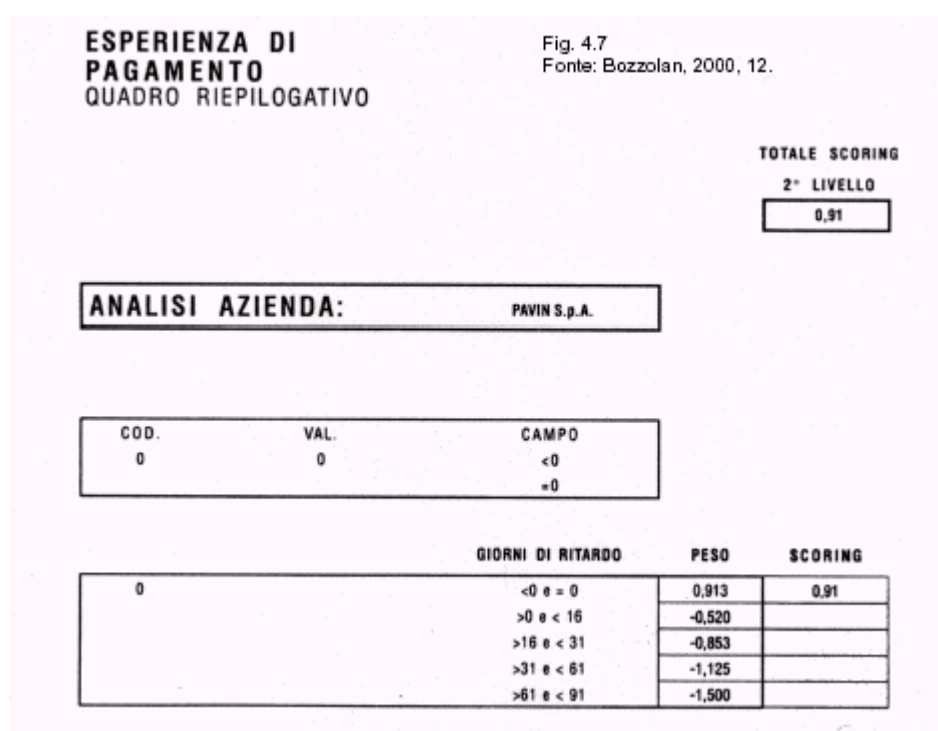 ESPERIENZA DI
PAGAMENTO
QUADRO RIEPILOGATIVO
Fig. 4.7
Fonte: Bozzolan, 2000, 12.
TOTALE SCORING
2° LIVELLO
0,91
ANALISI AZIENDA: PAVIN S.p.A.
COD. VAL. CAMPO
0 0 <0
=0
GIORNI DI RITARDO PESO SCORING
0 <0 e = 0 0,913 0,91
>0 e < 16 -0,520
>16 e < 31 -0,853
>31 e < 61 -1,125
>61 e < 91 -1,500